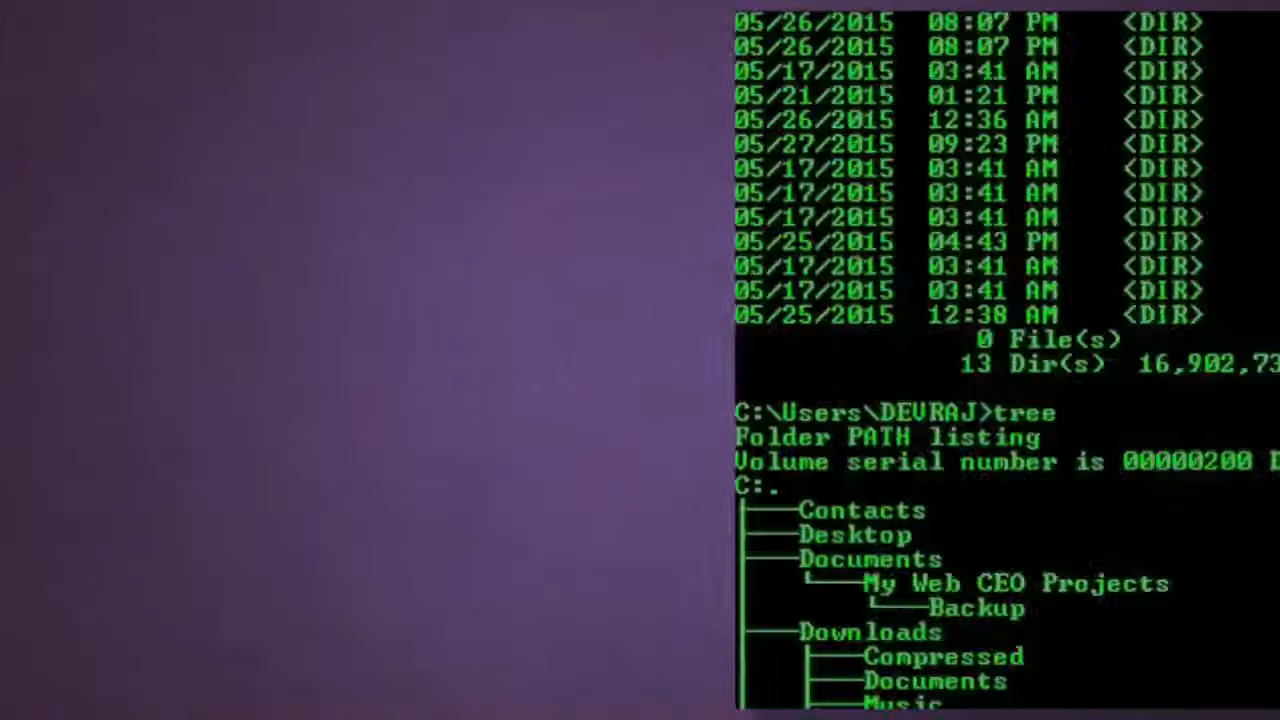 05/26/2015 08:07 PM <DIR>
05/26/2015 08:07 PM <DIR>
05/17/2015 03:41 AM <DIR>
05/21/2015 01:21 PM <DIR>
05/26/2015 12:36 AM <DIR>
05/27/2015 09:23 PM <DIR>
05/17/2015 03:41 AM <DIR>
05/17/2015 03:41 AM <DIR>
05/17/2015 03:41 AM <DIR>
05/25/2015 04:43 PM <DIR>
05/17/2015 03:41 AM <DIR>
05/17/2015 03:41 AM <DIR>
05/25/2015 12:38 AM <DIR>
0 File(s)
13 Dir(s) 16,902,73
C:\Users\DEVRAJ>tree
Folder PATH listing
Volume serial number is 00000200 D
C:.
├───Contacts
├───Desktop
├───Documents
│   └───My Web CEO Projects
│       └───Backup
├───Downloads
│   ├───Compressed
│   ├───Documents
│   ├───Music